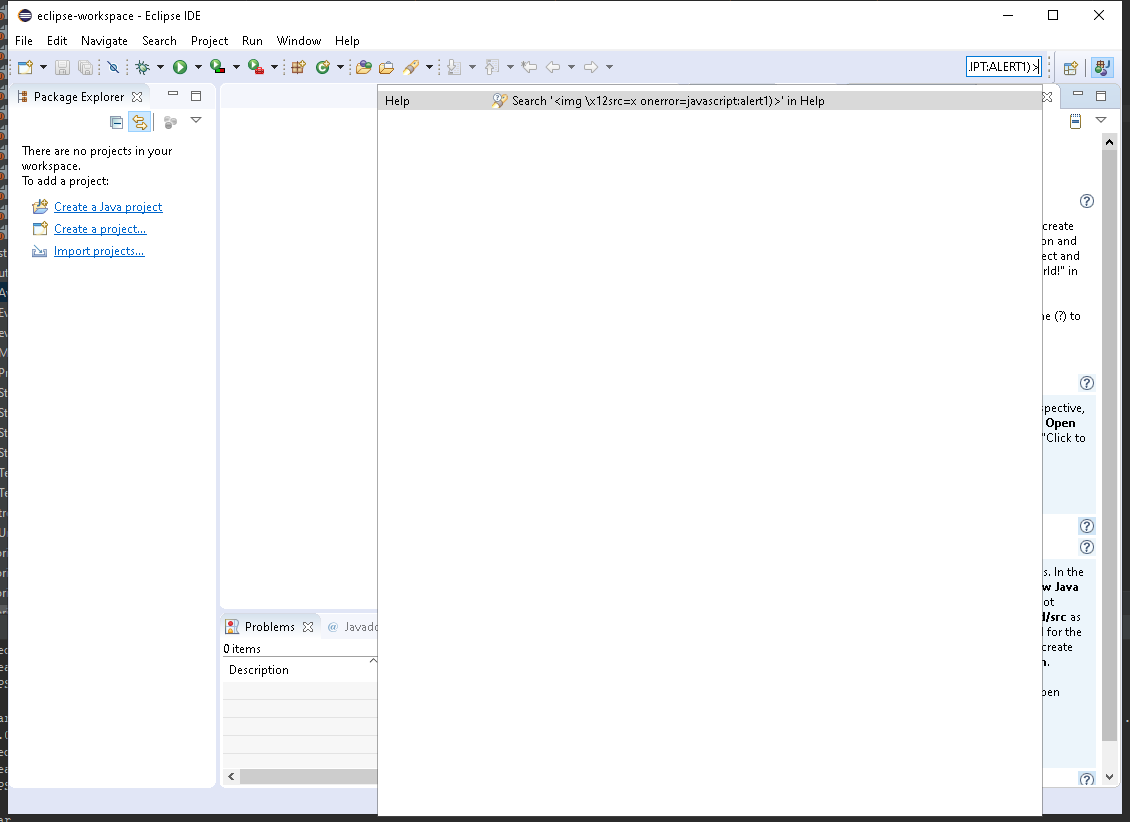 eclipse-workspace - Eclipse IDE
File Edit Navigate Search Project Run Window Help
IPT:ALERT1)>
Package Explorer
Help Search '<img \x12src=x onerror=javascript:alert1)>' in Help
There are no projects in your
workspace.
To add a project:
Create a Java project
Create a project...
Import projects...
create
on and
ect and
rld!" in
ne (?) to
spective,
Open
"Click to
s. In the
w Java
ot
l/src as
for the
create
n.
pen
Problems @ Javado
0 items
Description